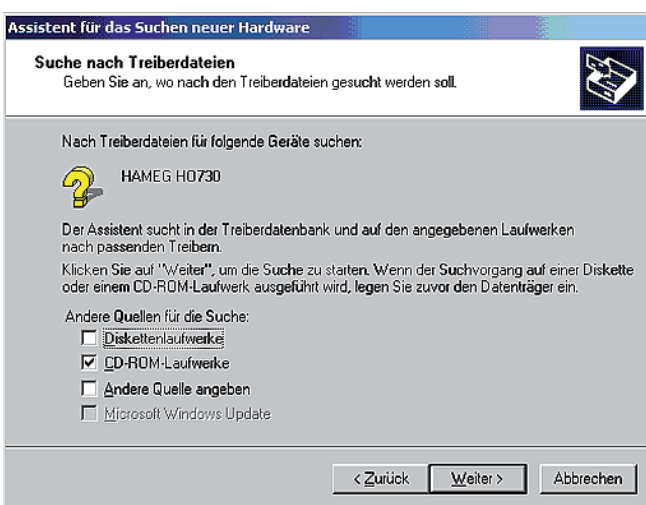 Assistent für das Suchen neuer Hardware
Suche nach Treiberdateien
Geben Sie an, wo nach den Treiberdateien gesucht werden soll.
Nach Treiberdateien für folgende Geräte suchen:
HAMEG HO730
Der Assistent sucht in der Treiberdatenbank und auf den angegebenen Laufwerken
nach passenden Treibern.
Klicken Sie auf "Weiter", um die Suche zu starten. Wenn der Suchvorgang auf einer Diskette
oder einem CD-ROM-Laufwerk ausgeführt wird, legen Sie zuvor den Datenträger ein.
Andere Quellen für die Suche:
Diskettenlaufwerke
CD-ROM-Laufwerke
Andere Quelle angeben
Microsoft Windows Update
< Zurück Weiter > Abbrechen